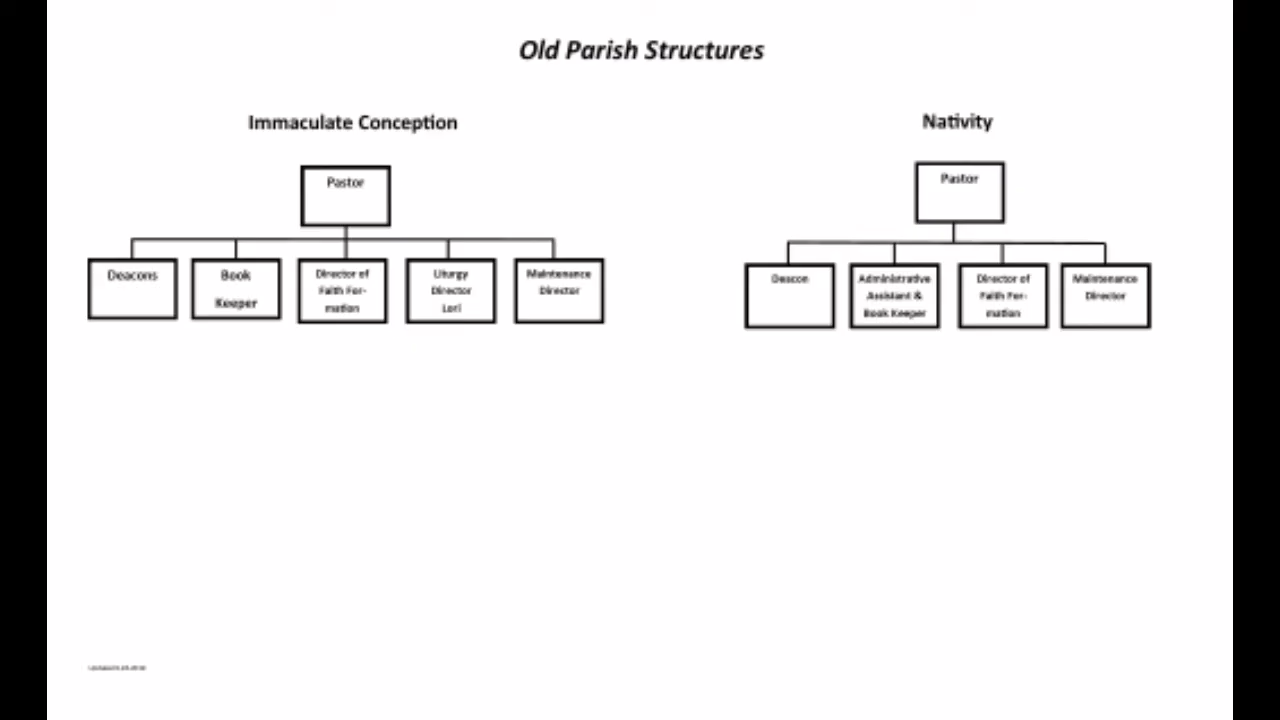 Old Parish Structures
Immaculate Conception
Nativity
Pastor
Deacons
Book
Keeper
Director of
Faith For-
mation
Liturgy
Director
Lori
Maintenance
Director
Pastor
Deacon
Administrative
Assistant &
Book Keeper
Director of
Faith For-
mation
Maintenance
Director